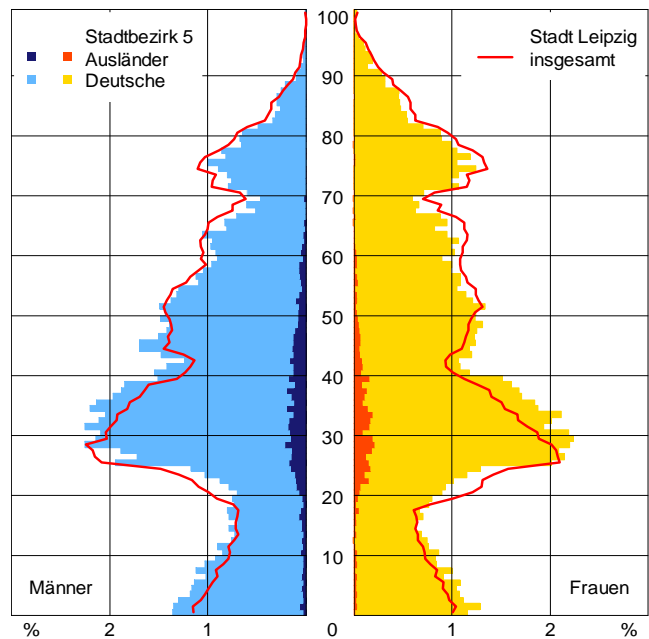 Stadtbezirk 5
Ausländer
Deutsche
Stadt Leipzig
insgesamt
100
90
80
70
60
50
40
30
20
10
Männer
Frauen
% 2 1 0 1 2 %